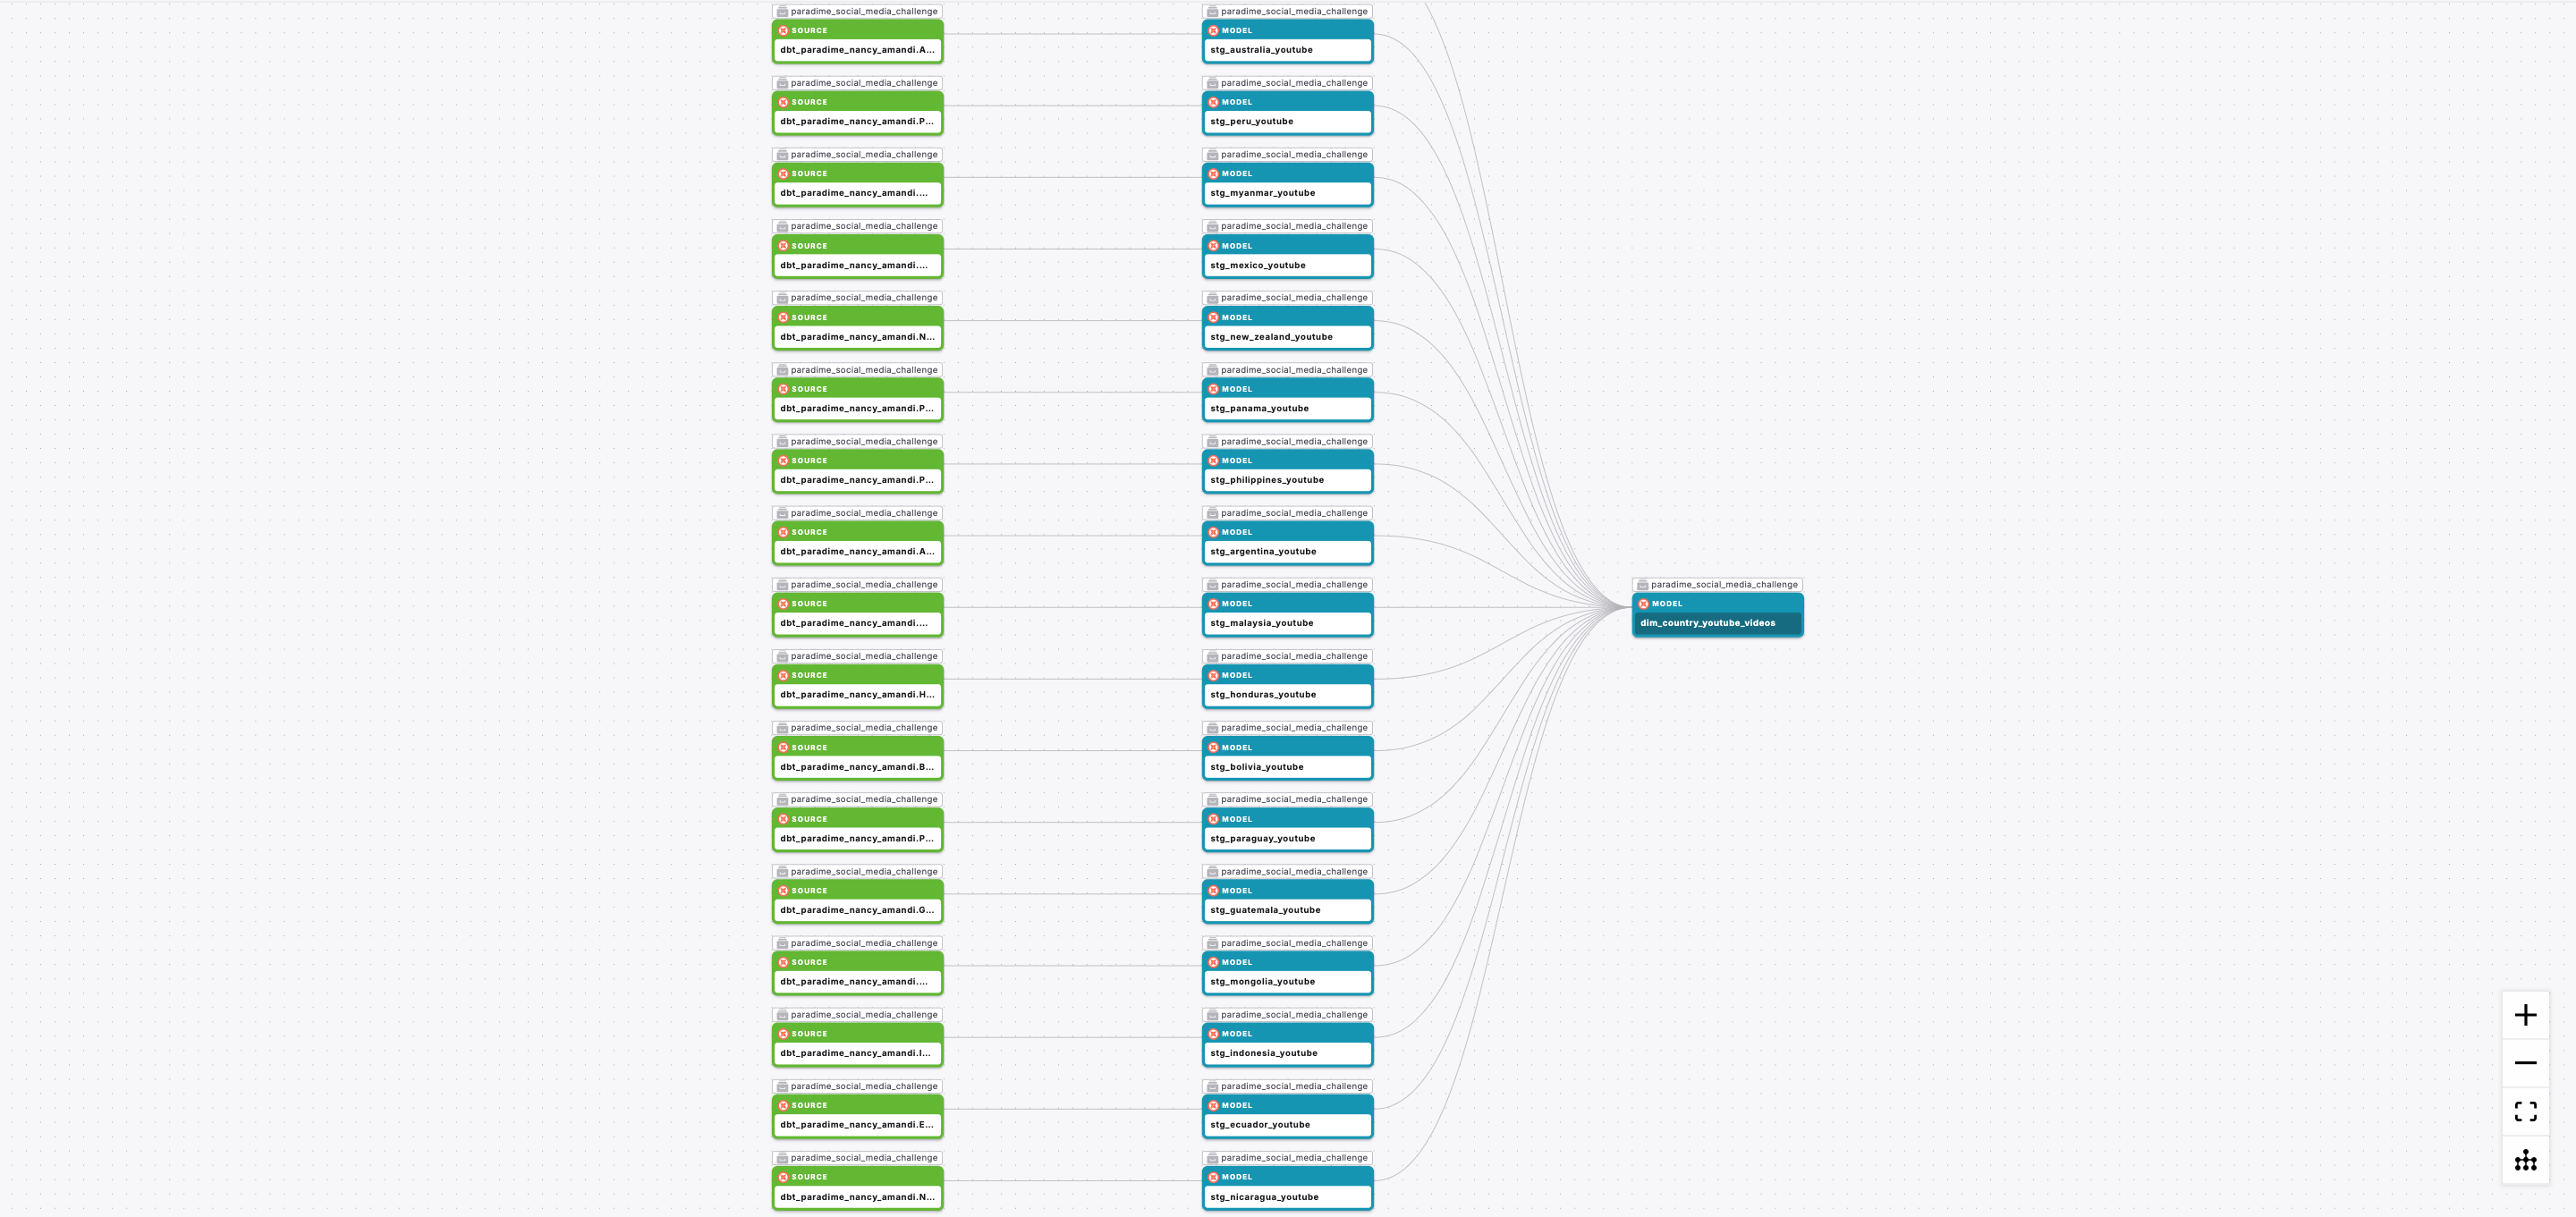 paradime_social_media_challenge
SOURCE
dbt_paradime_nancy_amandi.A...
paradime_social_media_challenge
MODEL
stg_australia_youtube
paradime_social_media_challenge
SOURCE
dbt_paradime_nancy_amandi.P...
paradime_social_media_challenge
MODEL
stg_peru_youtube
paradime_social_media_challenge
SOURCE
dbt_paradime_nancy_amandi....
paradime_social_media_challenge
MODEL
stg_myanmar_youtube
paradime_social_media_challenge
SOURCE
dbt_paradime_nancy_amandi....
paradime_social_media_challenge
MODEL
stg_mexico_youtube
paradime_social_media_challenge
SOURCE
dbt_paradime_nancy_amandi.N...
paradime_social_media_challenge
MODEL
stg_new_zealand_youtube
paradime_social_media_challenge
SOURCE
dbt_paradime_nancy_amandi.P...
paradime_social_media_challenge
MODEL
stg_panama_youtube
paradime_social_media_challenge
SOURCE
dbt_paradime_nancy_amandi.P...
paradime_social_media_challenge
MODEL
stg_philippines_youtube
paradime_social_media_challenge
SOURCE
dbt_paradime_nancy_amandi.A...
paradime_social_media_challenge
MODEL
stg_argentina_youtube
paradime_social_media_challenge
SOURCE
dbt_paradime_nancy_amandi....
paradime_social_media_challenge
MODEL
stg_malaysia_youtube
paradime_social_media_challenge
MODEL
dim_country_youtube_videos
paradime_social_media_challenge
SOURCE
dbt_paradime_nancy_amandi.H...
paradime_social_media_challenge
MODEL
stg_honduras_youtube
paradime_social_media_challenge
SOURCE
dbt_paradime_nancy_amandi.B...
paradime_social_media_challenge
MODEL
stg_bolivia_youtube
paradime_social_media_challenge
SOURCE
dbt_paradime_nancy_amandi.P...
paradime_social_media_challenge
MODEL
stg_paraguay_youtube
paradime_social_media_challenge
SOURCE
dbt_paradime_nancy_amandi.G...
paradime_social_media_challenge
MODEL
stg_guatemala_youtube
paradime_social_media_challenge
SOURCE
dbt_paradime_nancy_amandi....
paradime_social_media_challenge
MODEL
stg_mongolia_youtube
paradime_social_media_challenge
SOURCE
dbt_paradime_nancy_amandi.I...
paradime_social_media_challenge
MODEL
stg_indonesia_youtube
paradime_social_media_challenge
SOURCE
dbt_paradime_nancy_amandi.E...
paradime_social_media_challenge
MODEL
stg_ecuador_youtube
paradime_social_media_challenge
SOURCE
dbt_paradime_nancy_amandi.N...
paradime_social_media_challenge
MODEL
stg_nicaragua_youtube